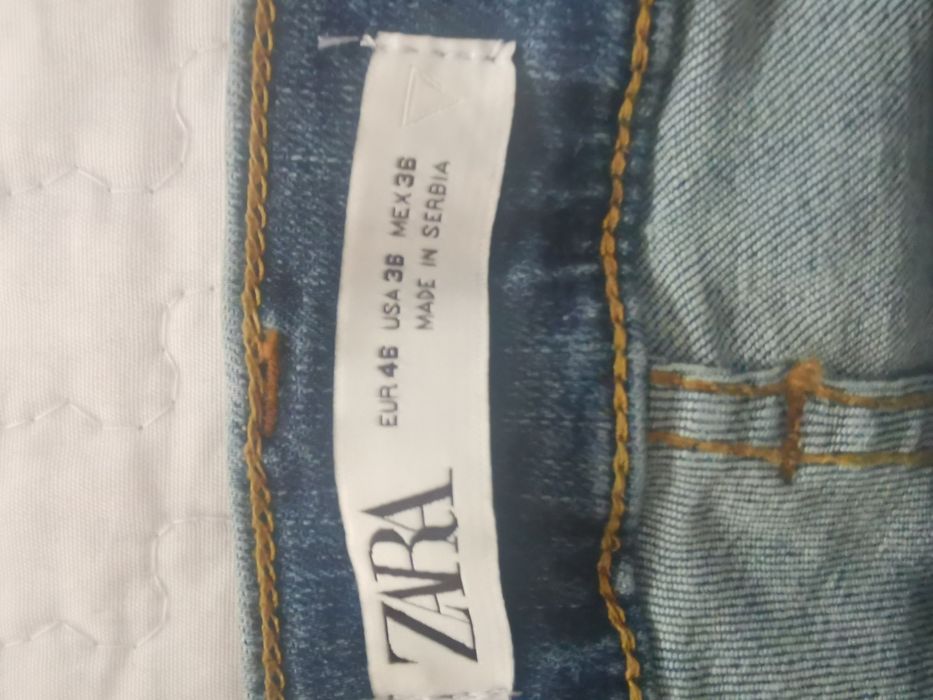 ZARA
EUR 46 USA 36 MEX 36
MADE IN SERBIA